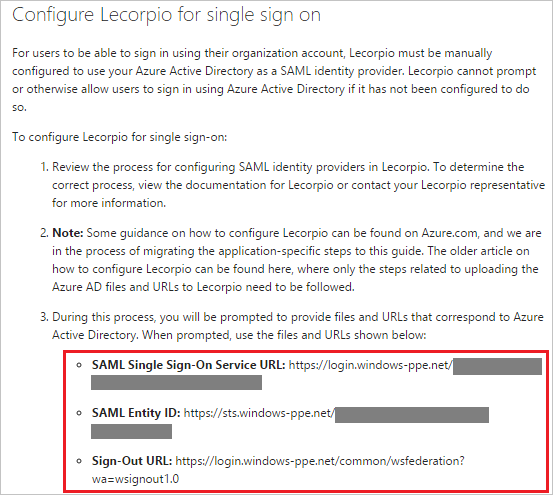 Configure Lecorpio for single sign on
For users to be able to sign in using their organization account, Lecorpio must be manually
configured to use your Azure Active Directory as a SAML identity provider. Lecorpio cannot prompt
or otherwise allow users to sign in using Azure Active Directory if it has not been configured to do
so.
To configure Lecorpio for single sign-on:
1. Review the process for configuring SAML identity providers in Lecorpio. To determine the
correct process, view the documentation for Lecorpio or contact your Lecorpio representative
for more information.
2. Note: Some guidance on how to configure Lecorpio can be found on Azure.com, and we are
in the process of migrating the application-specific steps to this guide. The older article on
how to configure Lecorpio can be found here, where only the steps related to uploading the
Azure AD files and URLs to Lecorpio need to be followed.
3. During this process, you will be prompted to provide files and URLs that correspond to Azure
Active Directory. When prompted, use the files and URLs shown below:
SAML Single Sign-On Service URL: https://login.windows-ppe.net/
SAML Entity ID: https://sts.windows-ppe.net/
Sign-Out URL: https://login.windows-ppe.net/common/wsfederation?
wa=wsignout1.0